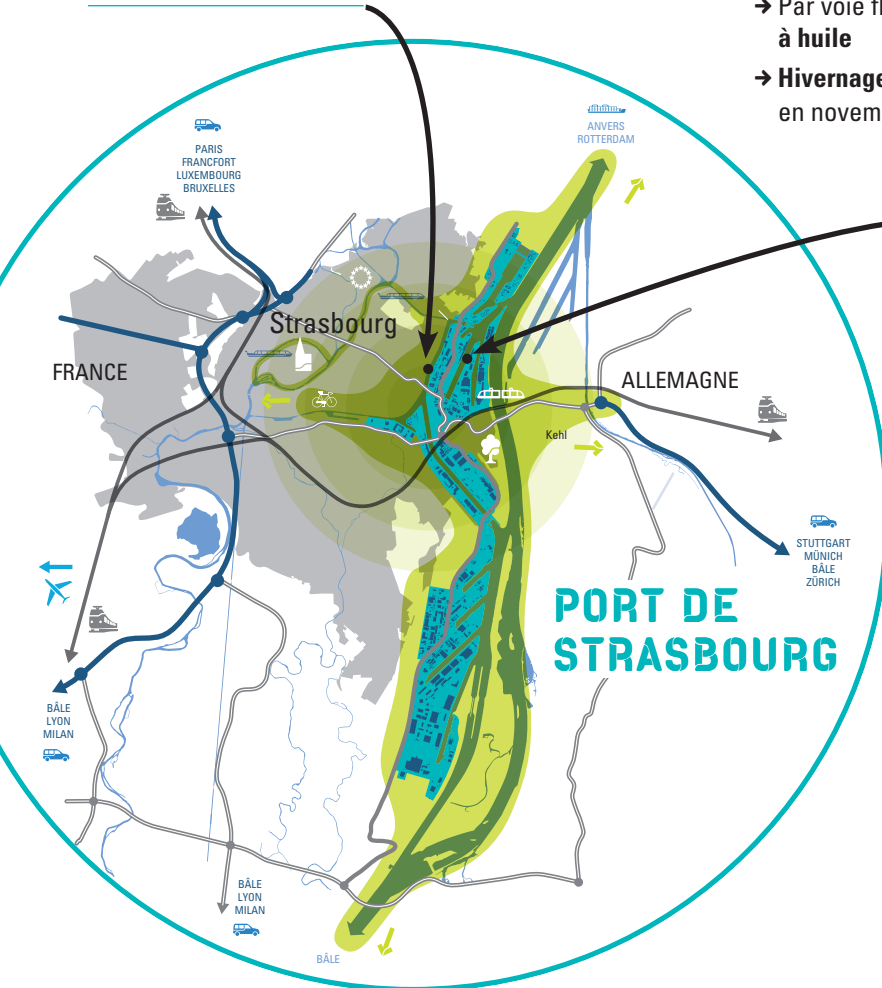 → Par voie fl
à huile
→ Hivernage
en novem
ANVERS
ROTTERDAM
PARIS
FRANCFORT
LUXEMBOURG
BRUXELLES
Strasbourg
FRANCE
ALLEMAGNE
Kehl
STUTTGART
MÜNICH
BÂLE
ZÜRICH
PORT DE
STRASBOURG
BÂLE
LYON
MILAN
BÂLE
LYON
MILAN
BÂLE